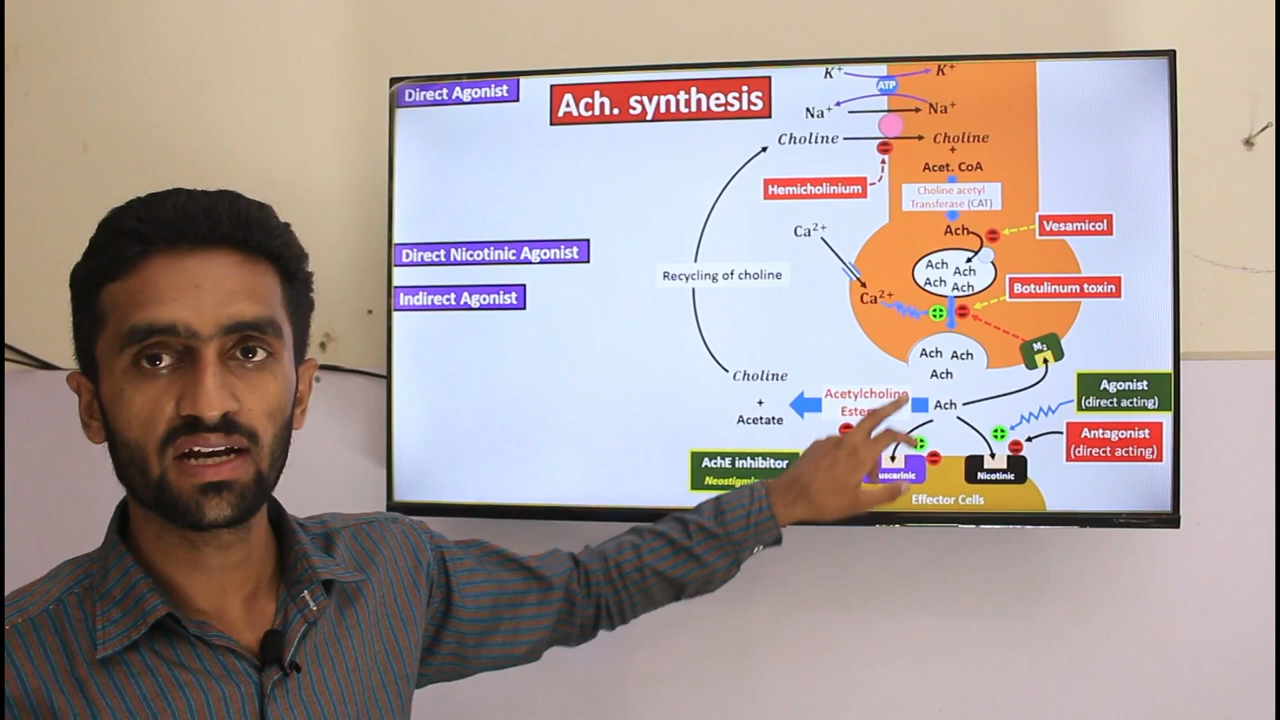 Direct Agonist
Ach. synthesis
Direct Nicotinic Agonist
Indirect Agonist
K⁺
K⁺
ATP
Na⁺
Na⁺
Choline
Choline
+
Acet. CoA
Hemicholinium
Choline acetyl
Transferase (CAT)
Ach
Vesamicol
Ca²⁺
Ach
Ach
Ach
Ach
Recycling of choline
Botulinum toxin
Ca²⁺
M₂
Ach
Ach
Ach
Choline
+
Acetate
Acetylcholine
Ach
Agonist
(direct acting)
Antagonist
(direct acting)
AchE inhibitor
uscarinic
Nicotinic
Effector Cells